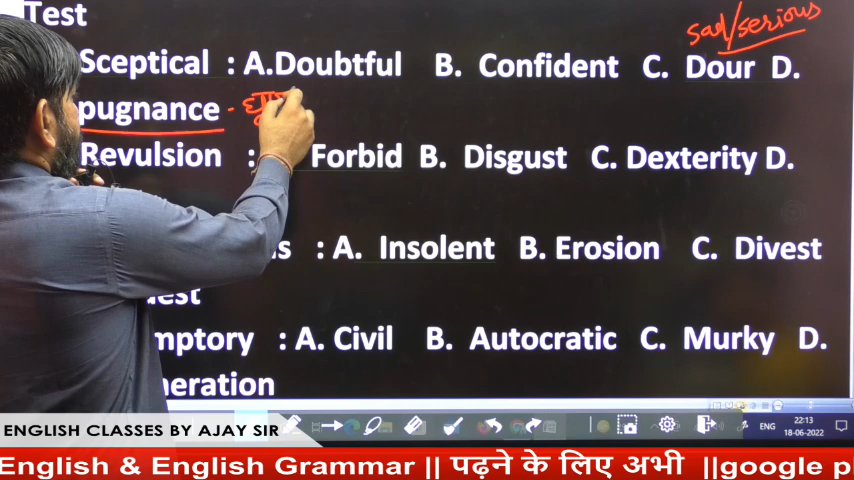 Test
sad/serious
Sceptical : A.Doubtful B. Confident C. Dour D.
pugnance -
Revulsion : Forbid B. Disgust C. Dexterity D.
s : A. Insolent B. Erosion C. Divest
est
mptory : A. Civil B. Autocratic C. Murky D.
neration
ENG 22:13
18-06-2022
ENGLISH CLASSES BY AJAY SIR
English & English Grammar || पढ़ने के लिए अभी ||google p